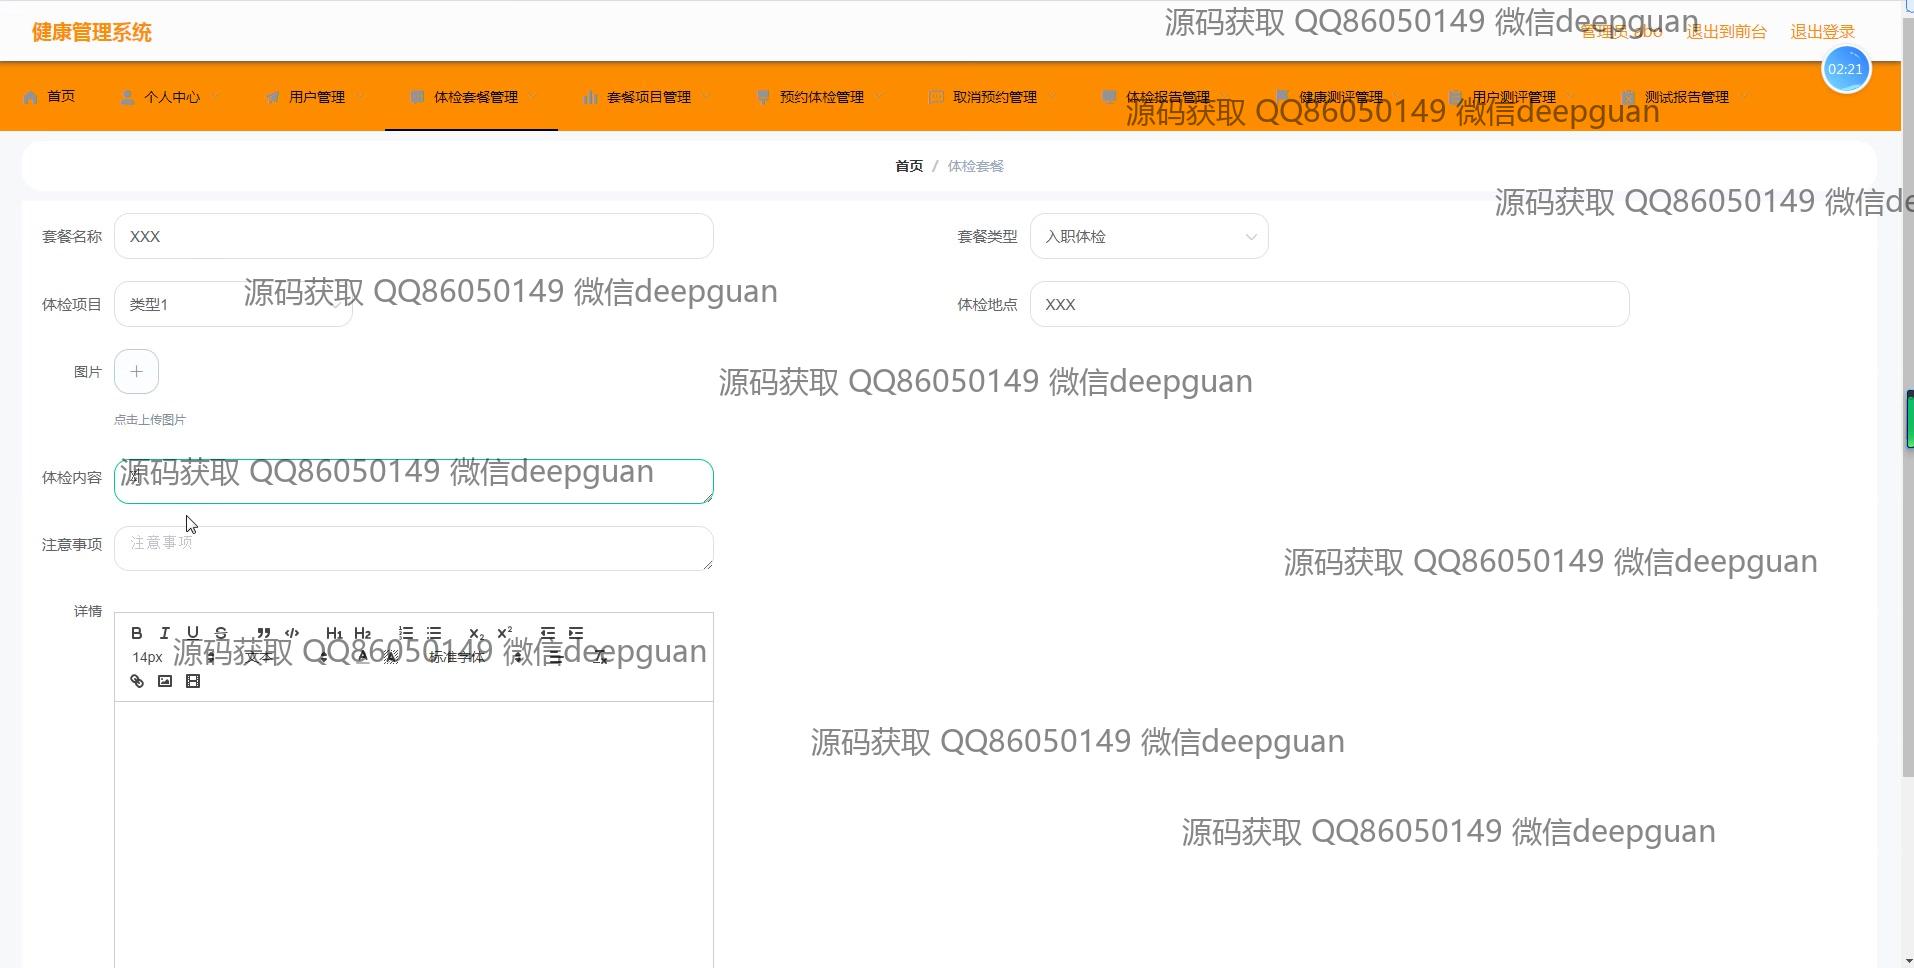 健康管理系统
源码获取 QQ86050149 微信deepguan
管理员 abo 退出到前台 退出登录
02:21
首页 个人中心 用户管理 体检套餐管理 套餐项目管理 预约体检管理 取消预约管理 体检报告管理 健康测评管理 用户测评管理 测试报告管理
源码获取 QQ86050149 微信deepguan
首页 / 体检套餐
源码获取 QQ86050149 微信de
套餐名称 XXX 套餐类型 入职体检
源码获取 QQ86050149 微信deepguan
体检项目 类型1 体检地点 XXX
图片
源码获取 QQ86050149 微信deepguan
点击上传图片
体检内容
源码获取 QQ86050149 微信deepguan
注意事项 注意事项
源码获取 QQ86050149 微信deepguan
详情
B I U S ” </> H1 H2 X2 X2
14px 文本 A A 标准字体 Tx
源码获取 QQ86050149 微信deepguan
源码获取 QQ86050149 微信deepguan
源码获取 QQ86050149 微信deepguan